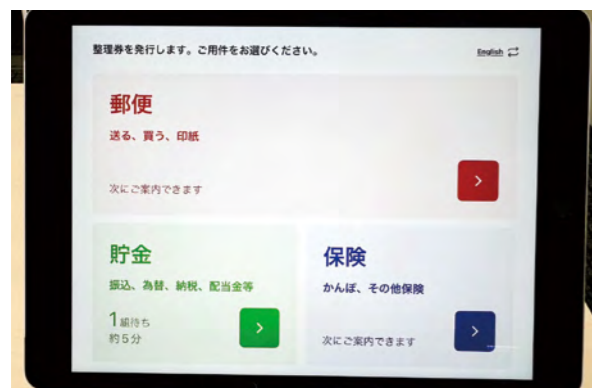 整理券を発行します。ご用件をお選びください。
English
郵便
送る、買う、印紙
次にご案内できます
貯金
振込、為替、納税、配当金等
1組待ち
約5分
保険
かんぽ、その他保険
次にご案内できます